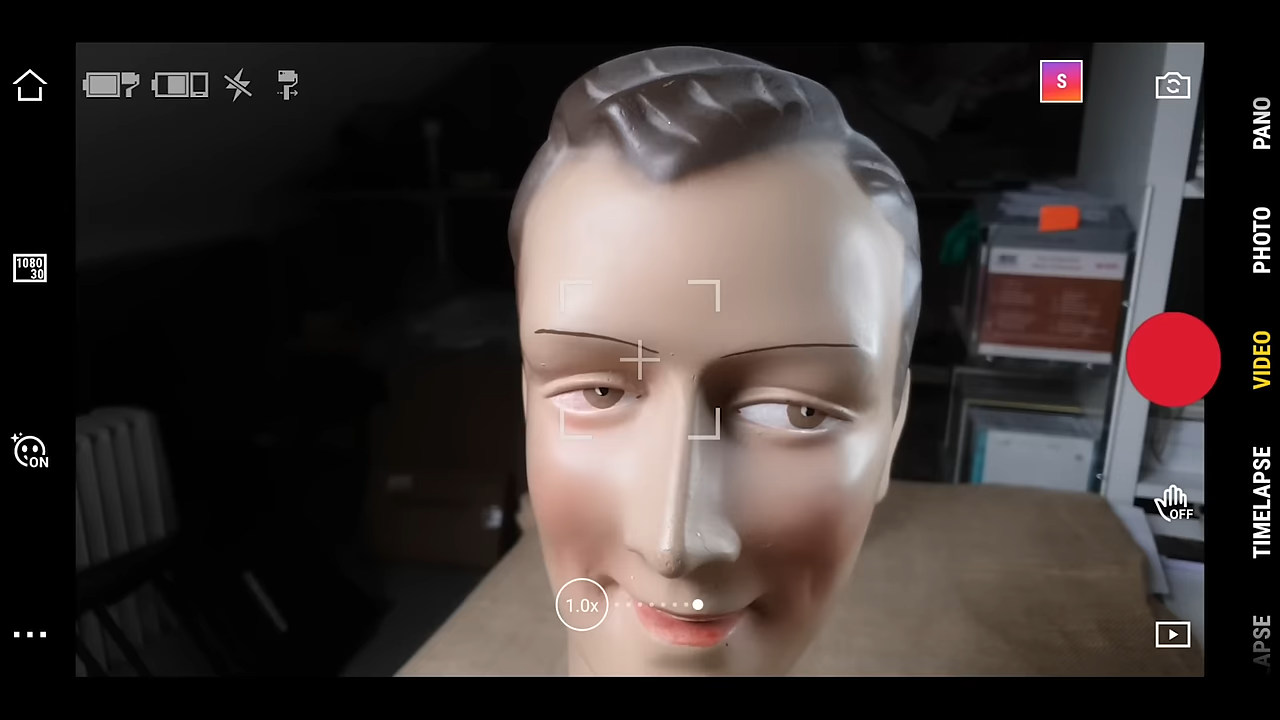 S
1080
30
ON
1.0x
OFF
PANO
PHOTO
VIDEO
TIMELAPSE
APSE